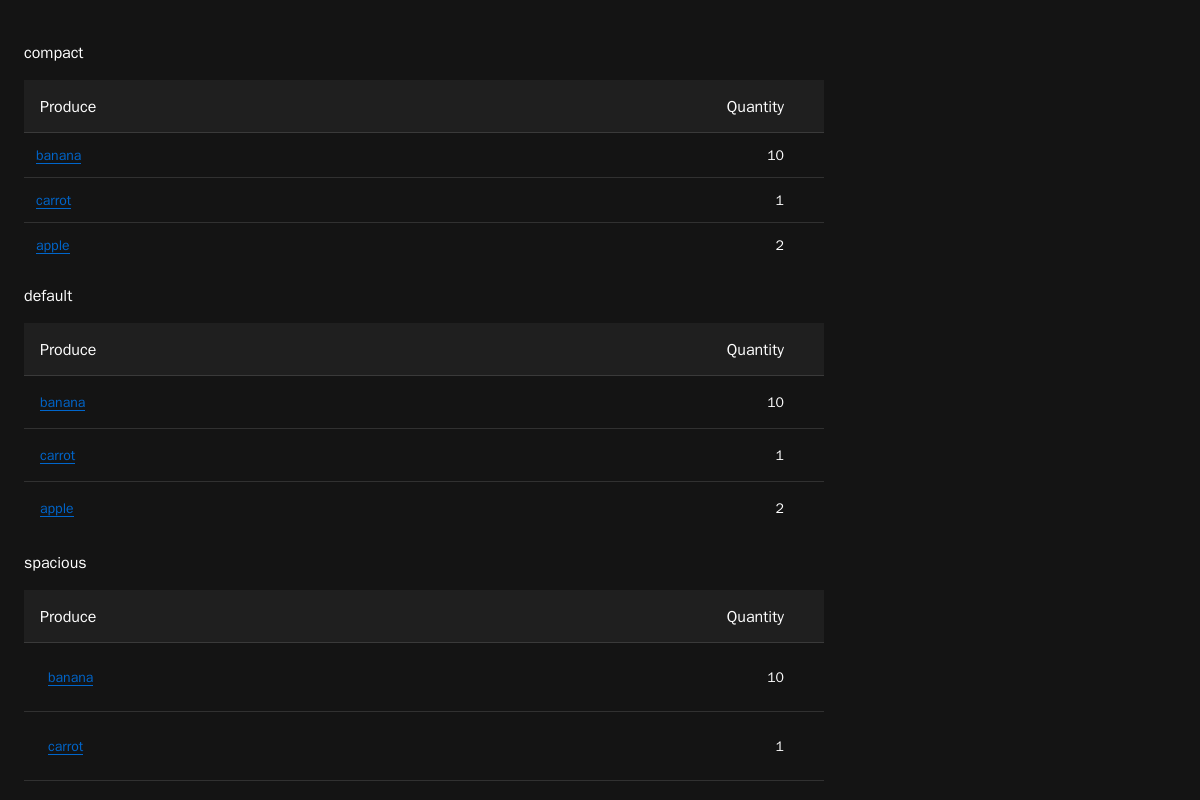 compact
Produce Quantity
banana 10
carrot 1
apple 2
default
Produce Quantity
banana 10
carrot 1
apple 2
spacious
Produce Quantity
banana 10
carrot 1